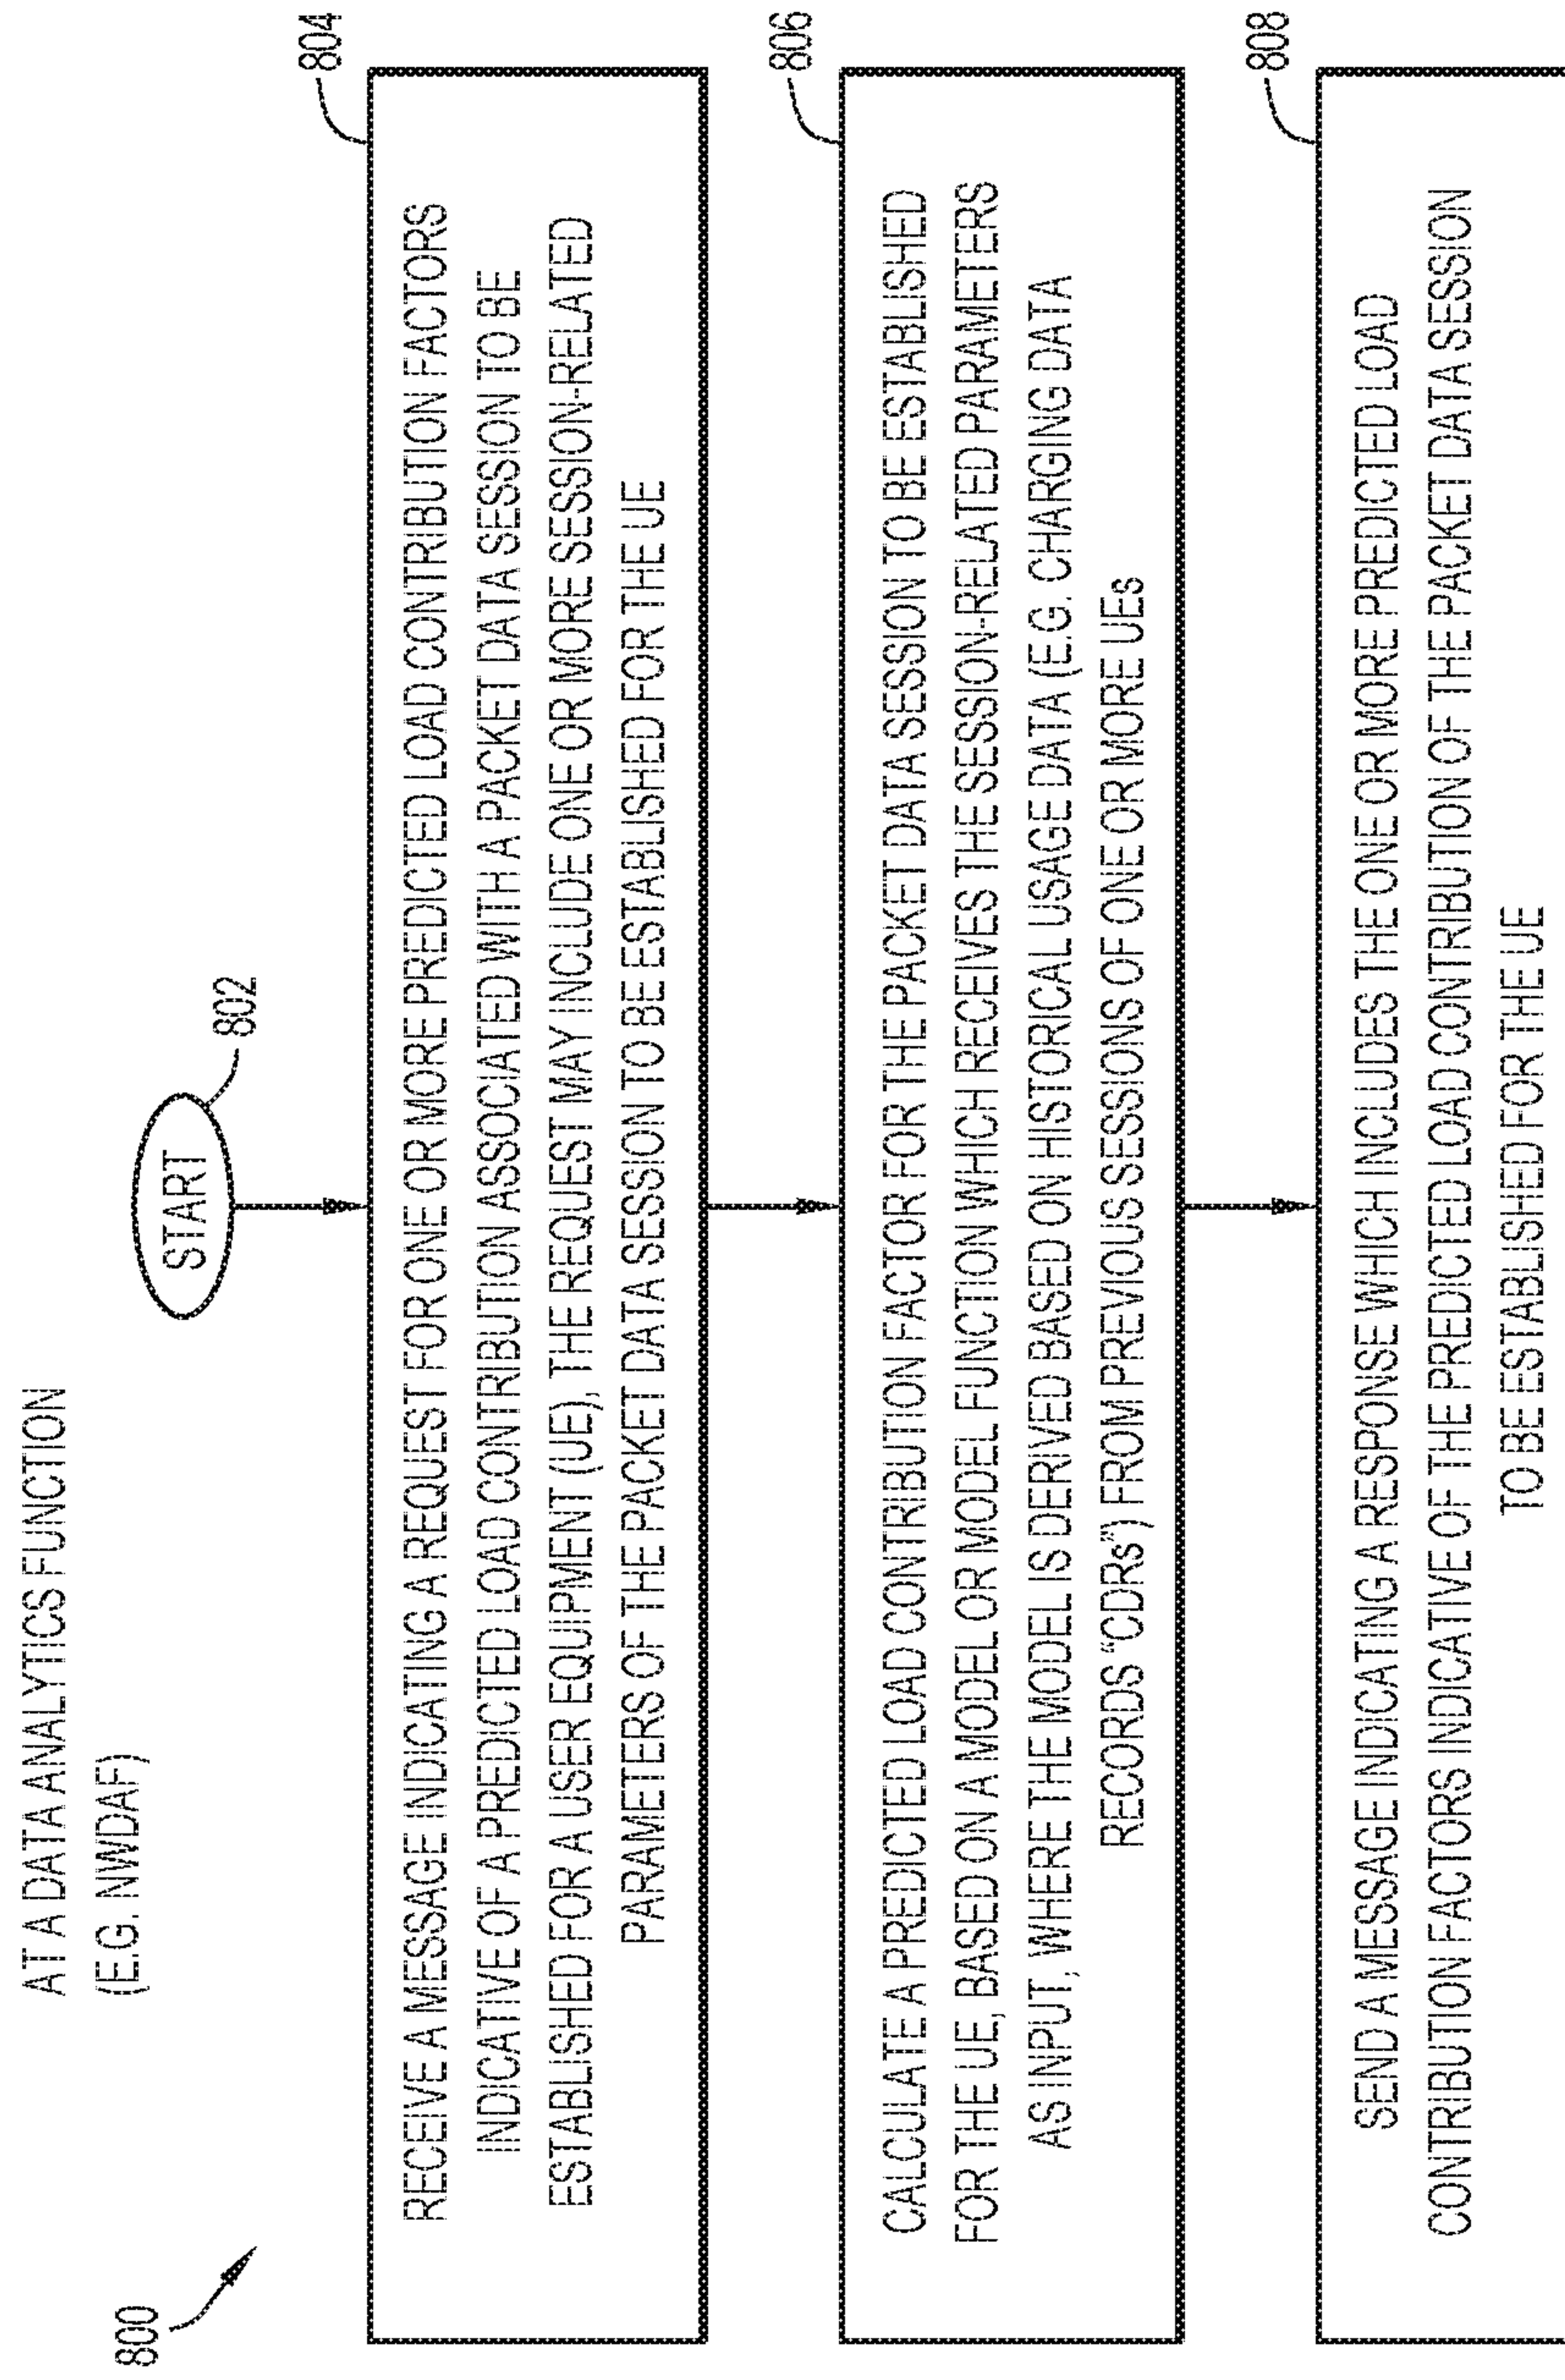 AT A DATA ANALYTICS FUNCTION
(E.G. NWDAF)
800
START
802
804
RECEIVE A MESSAGE INDICATING A REQUEST FOR ONE OR MORE PREDICTED LOAD CONTRIBUTION FACTORS
INDICATIVE OF A PREDICTED LOAD CONTRIBUTION ASSOCIATED WITH A PACKET DATA SESSION TO BE
ESTABLISHED FOR A USER EQUIPMENT (UE), THE REQUEST MAY INCLUDE ONE OR MORE SESSION-RELATED
PARAMETERS OF THE PACKET DATA SESSION TO BE ESTABLISHED FOR THE UE
806
CALCULATE A PREDICTED LOAD CONTRIBUTION FACTOR FOR THE PACKET DATA SESSION TO BE ESTABLISHED
FOR THE UE, BASED ON A MODEL OR MODEL FUNCTION WHICH RECEIVES THE SESSION-RELATED PARAMETERS
AS INPUT, WHERE THE MODEL IS DERIVED BASED ON HISTORICAL USAGE DATA (E.G. CHARGING DATA
RECORDS "CDRs") FROM PREVIOUS SESSIONS OF ONE OR MORE UEs
808
SEND A MESSAGE INDICATING A RESPONSE WHICH INCLUDES THE ONE OR MORE PREDICTED LOAD
CONTRIBUTION FACTORS INDICATIVE OF THE PREDICTED LOAD CONTRIBUTION OF THE PACKET DATA SESSION
TO BE ESTABLISHED FOR THE UE